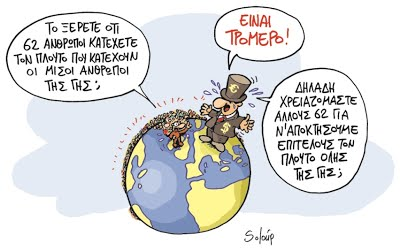 ΤΟ ΞΕΡΕΤΕ ΟΤΙ
62 ΑΝΘΡΩΠΟΙ ΚΑΤΕΧΕΤΕ
ΤΟΝ ΠΛΟΥΤΟ ΠΟΥ ΚΑΤΕΧΟΥΝ
ΟΙ ΜΙΣΟΙ ΑΝΘΡΩΠΟΙ
ΤΗΣ ΓΗΣ;
ΕΙΝΑΙ
ΤΡΟΜΕΡΟ!
ΔΗΛΑΔΗ
ΧΡΕΙΑΖΟΜΑΣΤΕ
ΑΛΛΟΥΣ 62 ΓΙΑ
Ν'ΑΠΟΚΤΗΣΟΥΜΕ
ΕΠΙΤΕΛΟΥΣ ΤΟΝ
ΠΛΟΥΤΟ ΟΛΗΣ
ΤΗΣ ΓΗΣ;
€
$
Soloúp